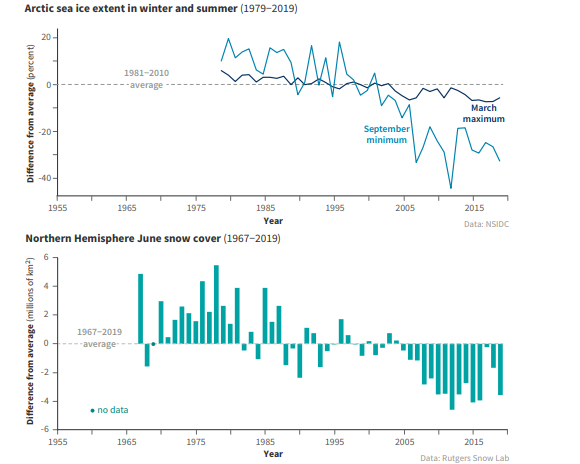 Arctic sea ice extent in winter and summer (1979−2019)
Difference from average (percent)
20
0
-20
-40
1981−2010
average
March
maximum
September
minimum
1955
1965
1975
1985
1995
2005
2015
Year
Data: NSIDC
Northern Hemisphere June snow cover (1967−2019)
Difference from average (millions of km²)
6
4
2
0
-2
-4
-6
1967−2019
average
no data
1955
1965
1975
1985
1995
2005
2015
Year
Data: Rutgers Snow Lab